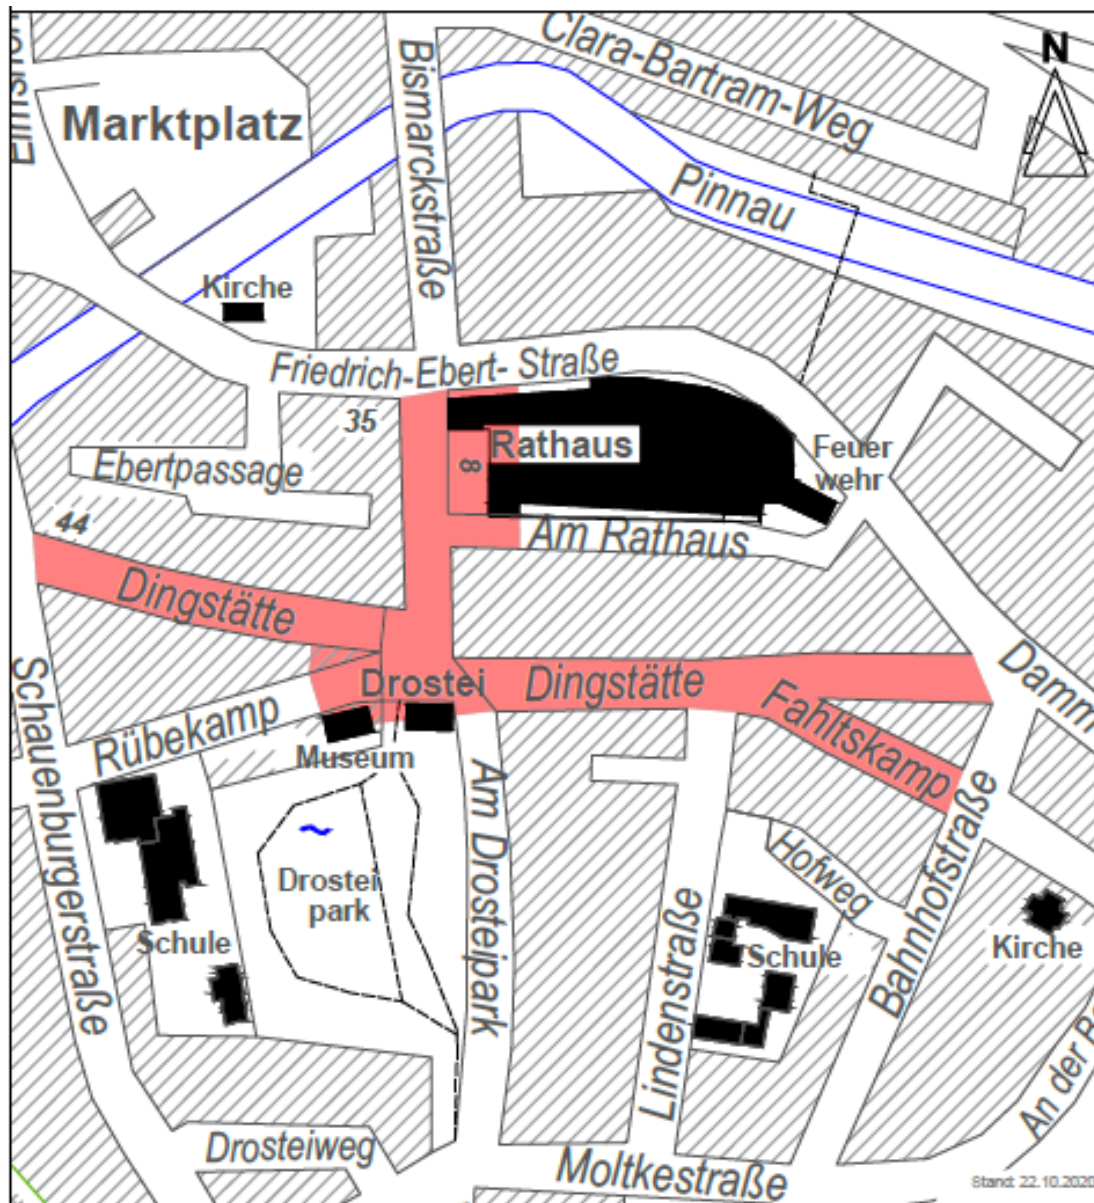 Clara-Bartram-Weg
N
Bismarckstraße
Marktplatz
Pinnau
Kirche
Friedrich-Ebert- Straße
35
Rathaus
8
Feuer
wehr
Ebertpassage
44
Am Rathaus
Dingstätte
Drostei
Dingstätte
Fahltskamp
Damm
Rübekamp
Museum
Schauenburgerstraße
Am Drosteipark
Bahnhofstraße
Hofweg
Drostei
park
Schule
Lindenstraße
Schule
Kirche
An der
Drosteiweg
Moltkestraße
Stand: 22.10.2020